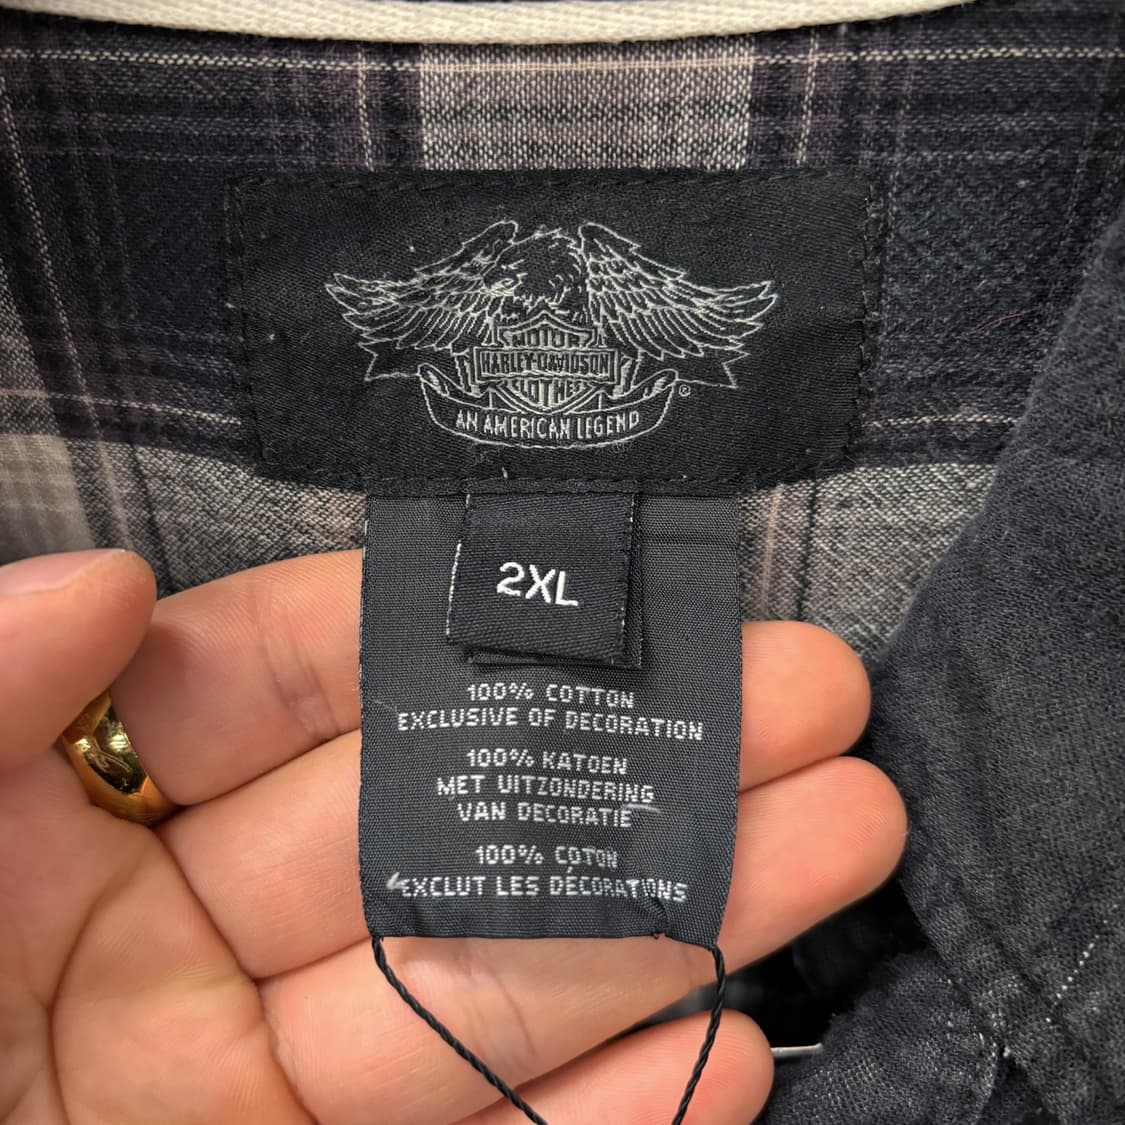 MOTOR
HARLEY-DAVIDSON
CLOTHES
AN AMERICAN LEGEND
©
2XL
100% COTTON
EXCLUSIVE OF DECORATION
100% KATOEN
MET UITZONDERING
VAN DECORATIE
100% COTON
EXCLUT LES DÉCORATIONS